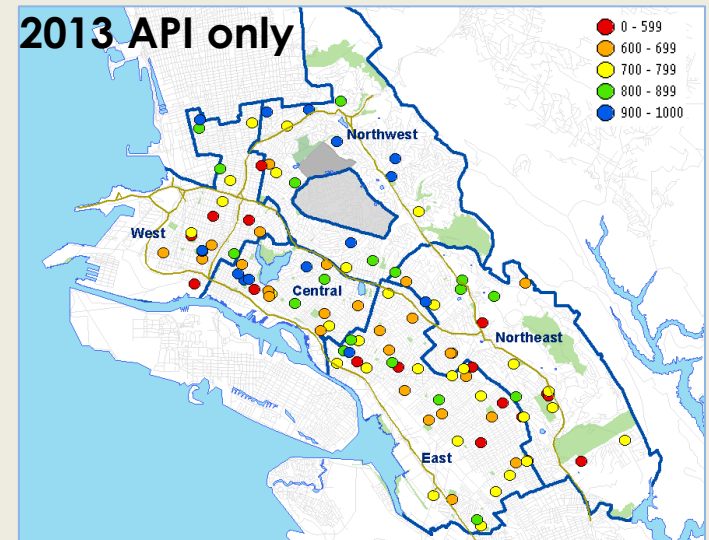 2013 API only
0 - 599
600 - 699
700 - 799
800 - 899
900 - 1000
Northwest
West
Central
Northeast
East